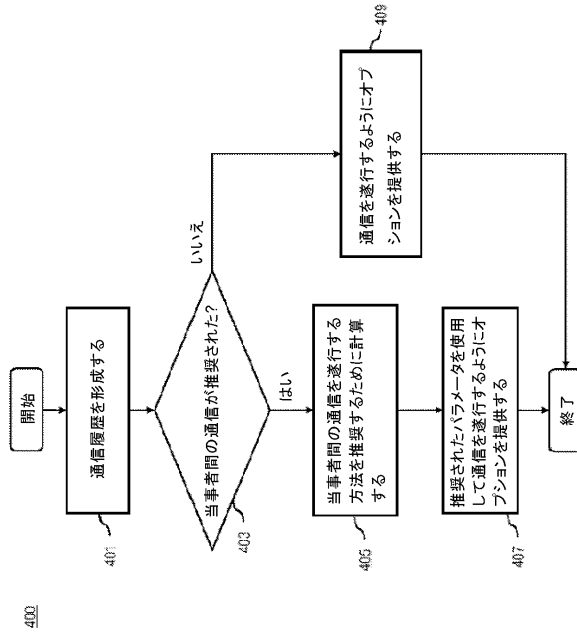 400
開始
通信履歴を形成する
401
当事者間の通信が推奨された?
403
いいえ
はい
当事者間の通信を遂行する
方法を推奨するために計算
する
405
通信を遂行するようにオプ
ションを提供する
409
推奨されたパラメータを使用
して通信を遂行するようにオ
プションを提供する
407
終了